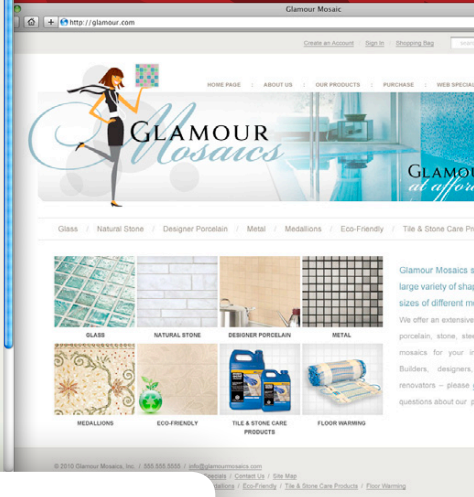 Glamour Mosaic
http://glamour.com
Create an Account / Sign In Shopping Bag
HOME PAGE : ABOUT US : OUR PRODUCTS : PURCHASE : WEB SPECIAL
GLAMOUR
Mosaics
GLAMOU
at affor
Glass / Natural Stone / Designer Porcelain / Metal / Medallions / Eco-Friendly / Tile & Stone Care Pr
GLASS NATURAL STONE DESIGNER PORCELAIN METAL
MEDALLIONS ECO-FRIENDLY TILE & STONE CARE PRODUCTS FLOOR WARMING
Glamour Mosaics s
large variety of shap
sizes of different m
We offer an extensive
porcelain, stone, stee
mosaics for your in
Builders, designers,
renovators – please g
questions about our p
© 2010 Glamour Mosaics, Inc. / 555.555.5555 / info@glamourmosaics.com
Specials / Contact Us / Site Map
dallions / Eco-Friendly / Tile & Stone Care Products / Floor Warming